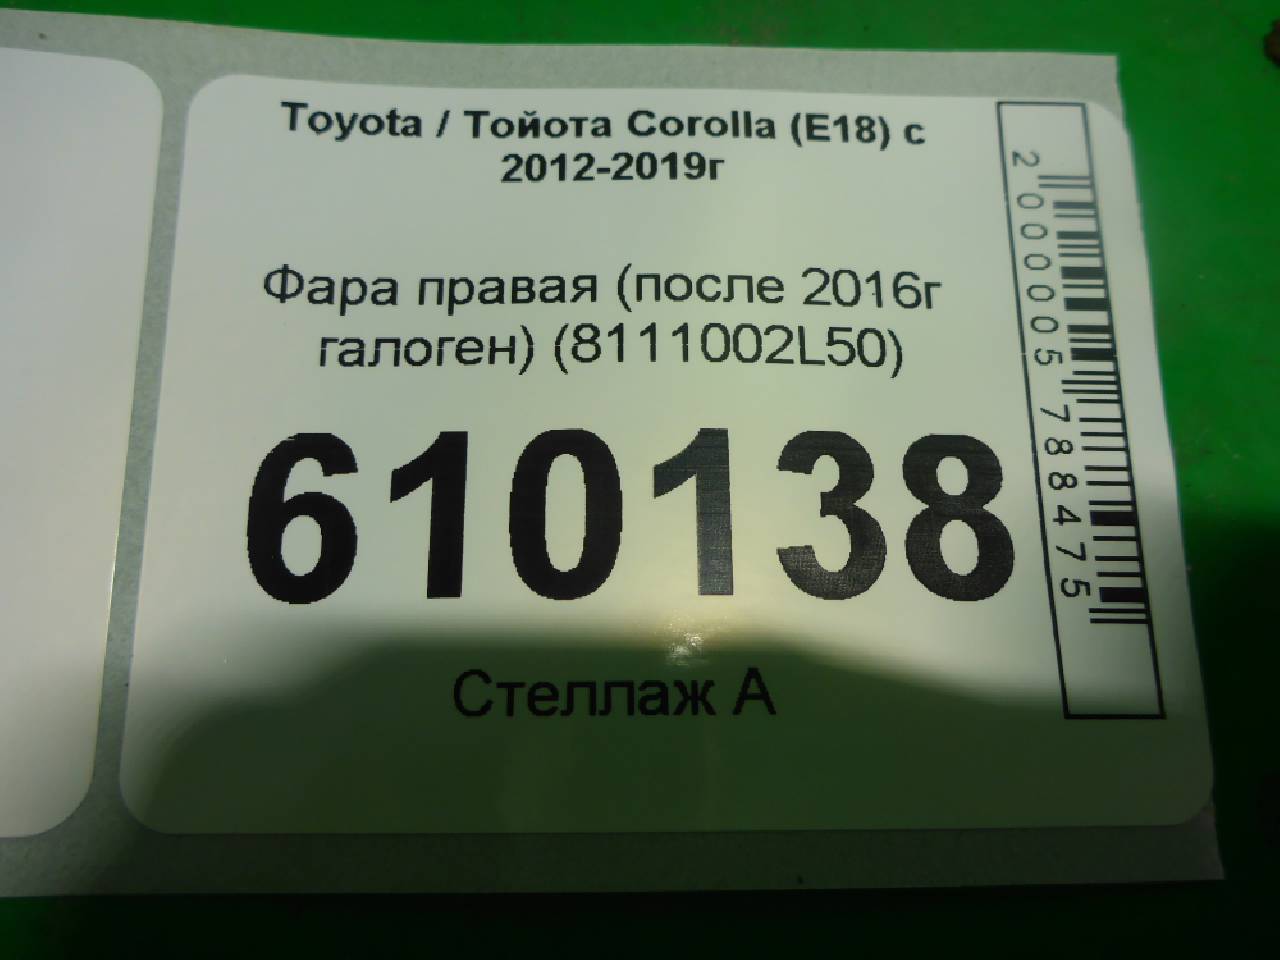 Toyota / Тойота Corolla (E18) с
2012-2019г
Фара правая (после 2016г
галоген) (8111002L50)
610138
Стеллаж А
2000005788475